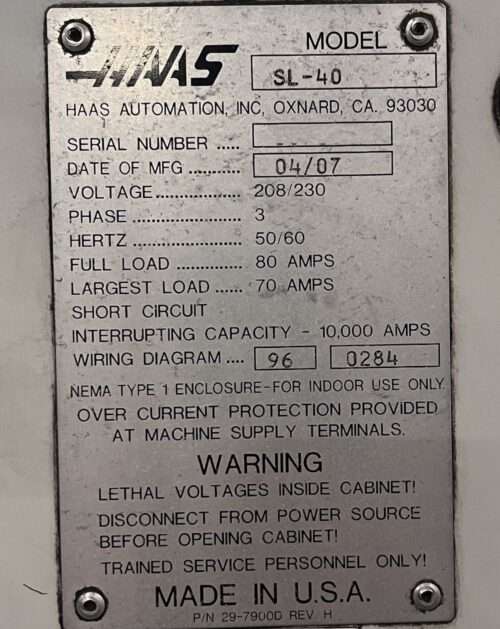 HAAS MODEL SL-40
HAAS AUTOMATION, INC, OXNARD, CA. 93030
SERIAL NUMBER .....
DATE OF MFG ........... 04/07
VOLTAGE................ 208/230
PHASE ..................... 3
HERTZ ..................... 50/60
FULL LOAD ............. 80 AMPS
LARGEST LOAD ...... 70 AMPS
SHORT CIRCUIT
INTERRUPTING CAPACITY - 10,000 AMPS
WIRING DIAGRAM .... 96 0284
NEMA TYPE 1 ENCLOSURE-FOR INDOOR USE ONLY
OVER CURRENT PROTECTION PROVIDED
AT MACHINE SUPPLY TERMINALS.
WARNING
LETHAL VOLTAGES INSIDE CABINET!
DISCONNECT FROM POWER SOURCE
BEFORE OPENING CABINET!
TRAINED SERVICE PERSONNEL ONLY!
MADE IN U.S.A.
P/N 29-7900D REV H